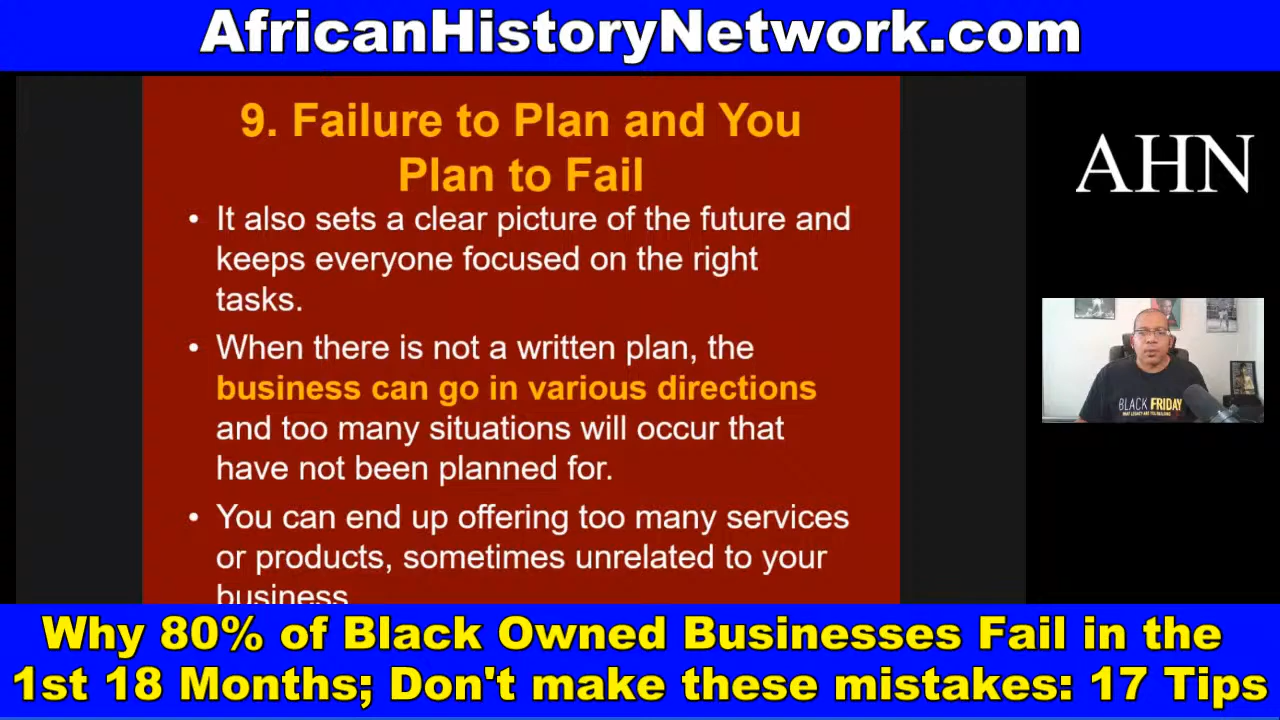 AfricanHistoryNetwork.com
9. Failure to Plan and You
Plan to Fail
• It also sets a clear picture of the future and
keeps everyone focused on the right
tasks.
• When there is not a written plan, the
business can go in various directions
and too many situations will occur that
have not been planned for.
• You can end up offering too many services
or products, sometimes unrelated to your
business
AHN
BLACK FRIDAY
Why 80% of Black Owned Businesses Fail in the
1st 18 Months; Don't make these mistakes: 17 Tips